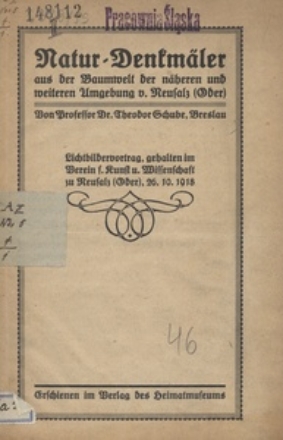 148112
II
Pracownia Śląska
Natur-Denkmäler
aus der Baumwelt der näheren und
weiteren Umgebung v. Neusalz (Oder)
Von Professor Dr. Theodor Schube, Breslau
Lichtbildervortrag, gehalten im
Verein f. Kunst u. Wissenschaft
zu Neusalz (Oder), 26. 10. 1918
46
Erschienen im Verlag des Heimatmuseums
a: